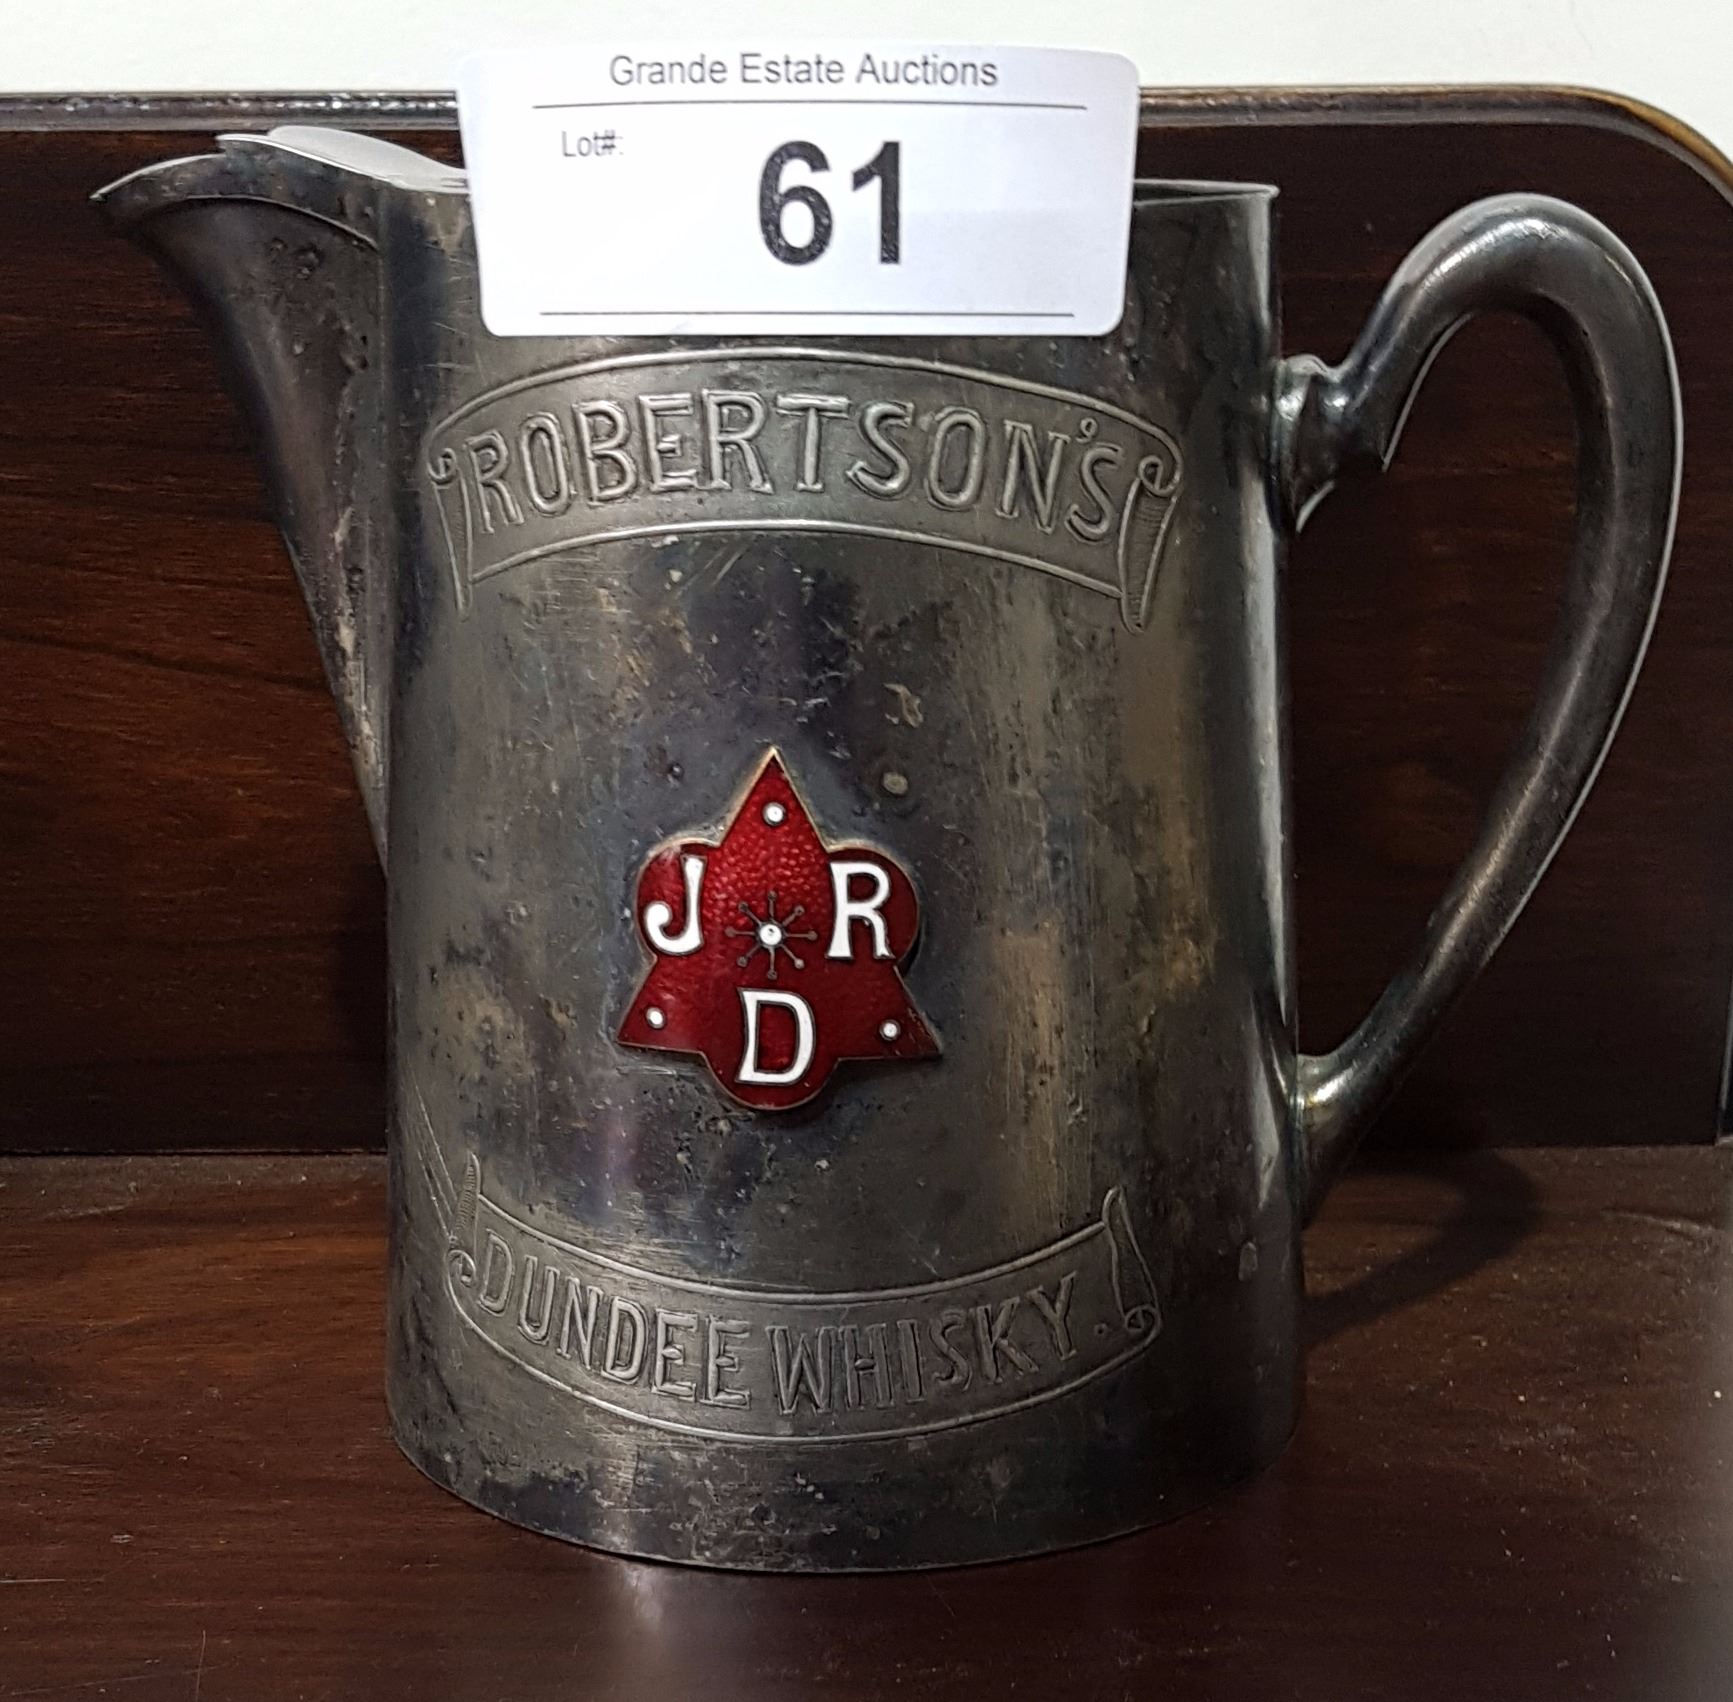 Grande Estate Auctions
Lot#:
61
ROBERTSON'S
J R
D
DUNDEE WHISKY.